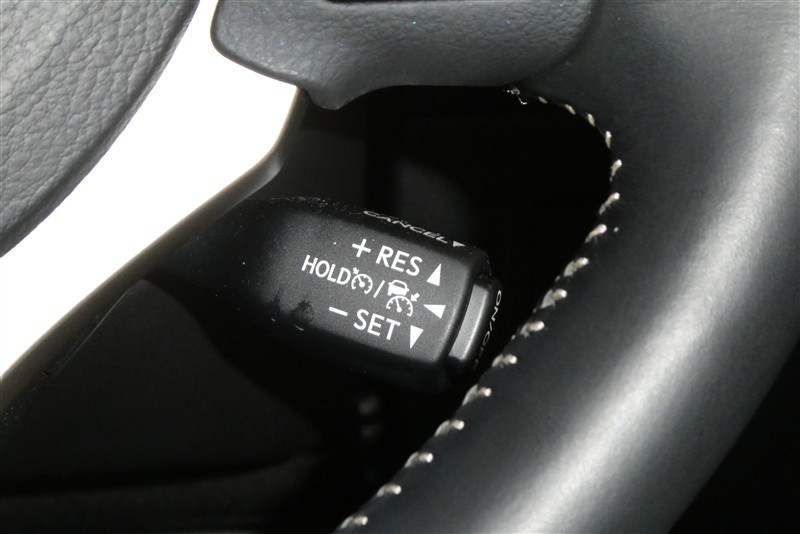 CANCEL
+ RES
HOLD /
− SET
ON/OFF